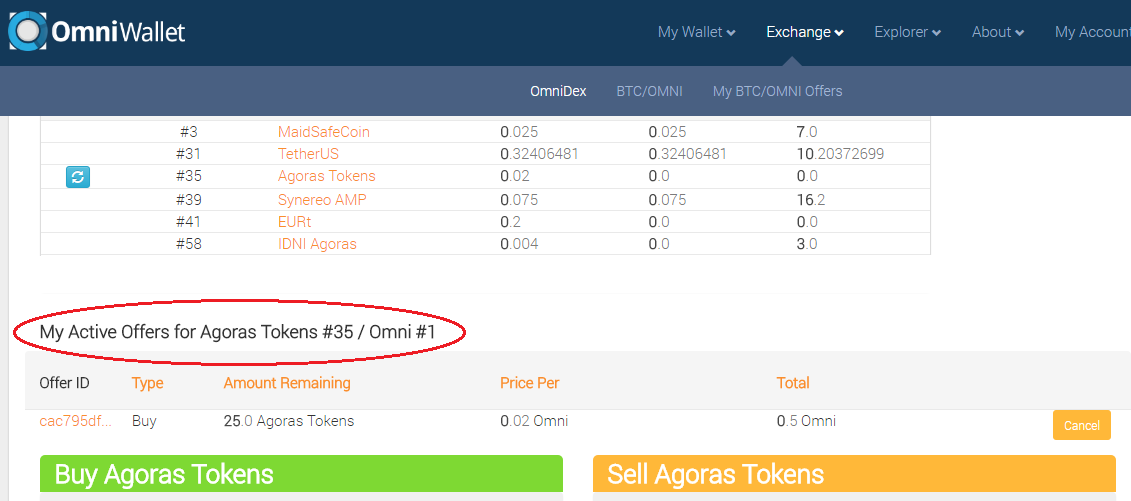 OmniWallet My Wallet Exchange Explorer About My Account
OmniDex BTC/OMNI My BTC/OMNI Offers
#3 MaidSafeCoin 0.025 0.025 7.0
#31 TetherUS 0.32406481 0.32406481 10.20372699
#35 Agoras Tokens 0.02 0.0 0.0
#39 Synereo AMP 0.075 0.075 16.2
#41 EURt 0.2 0.0 0.0
#58 IDNI Agoras 0.004 0.0 3.0
My Active Offers for Agoras Tokens #35 / Omni #1
Offer ID Type Amount Remaining Price Per Total
cac795df... Buy 25.0 Agoras Tokens 0.02 Omni 0.5 Omni Cancel
Buy Agoras Tokens Sell Agoras Tokens